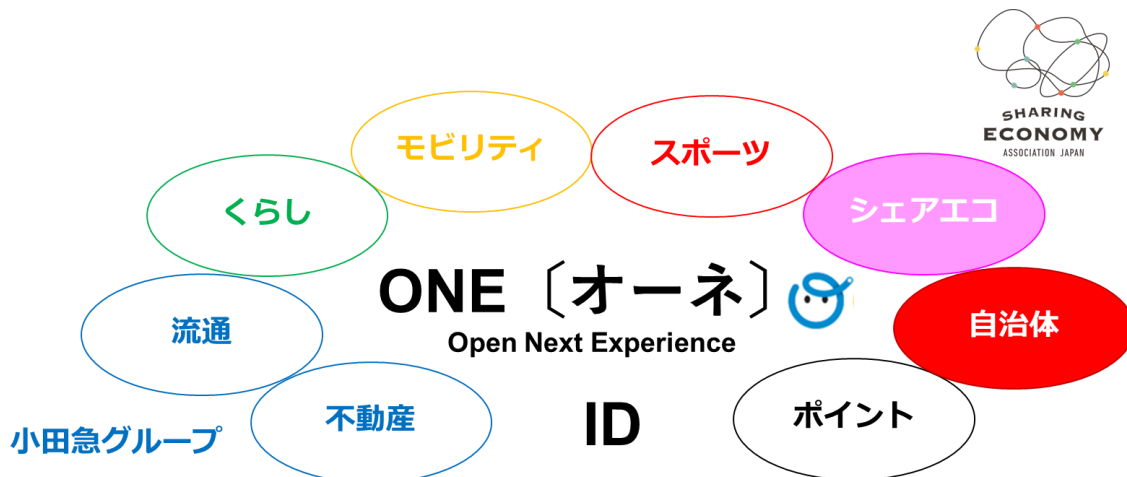 SHARING
ECONOMY
ASSOCIATION JAPAN
モビリティ
スポーツ
くらし
シェアエコ
ONE〔オーネ〕
Open Next Experience
流通
自治体
不動産
ID
ポイント
小田急グループ